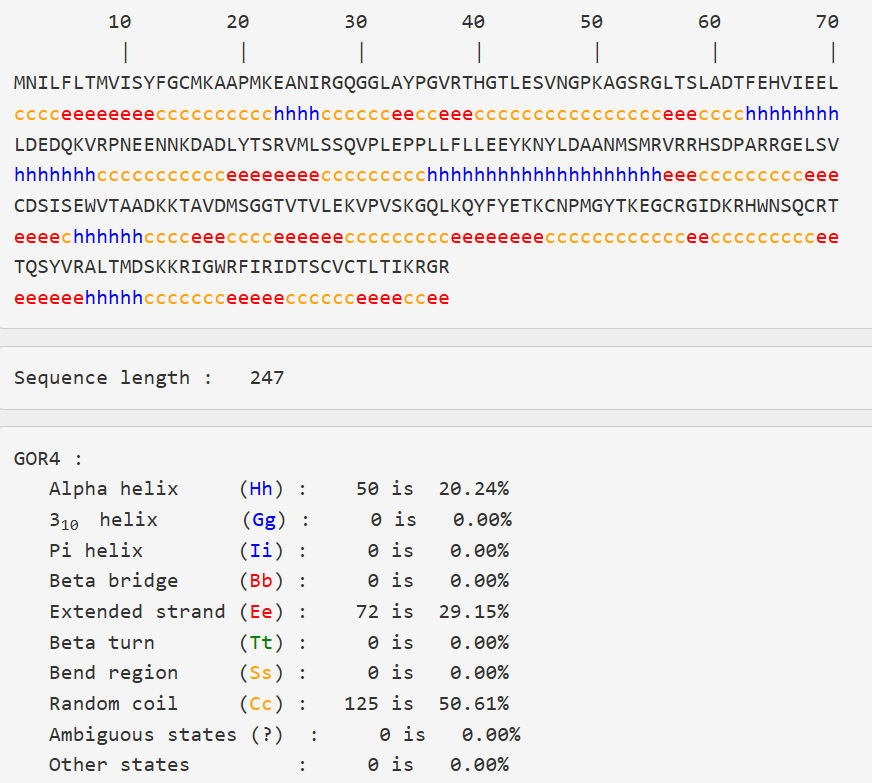 10 20 30 40 50 60 70
| | | | | | |
MNILFLTMVISYFGCMKAAPMKEANIRGQGGLAYPGVRTHGTLESVNGPKAGSRGLTSLADTFEHVIEEL
cccceeeeeeeecccccccccchhhhcccccceecceeecccccccccccccccceeecccchhhhhhhh
LDEDQKVRPNEENNKDADLYTSRVMLSSQVPLEPPLLFLLEEYKNYLDAANMSMRVRRHSDPARRGELSV
hhhhhhhccccccccccceeeeeeeeccccccccchhhhhhhhhhhhhhhhhhhheeeccccccccceee
CDSISEWVTAADKKTAVDMSGGTVTVLEKVPVSKGQLKQYFYETKCNPMGYTKEGCRGIDKRHWNSQCRT
eeeechhhhhhcccceeecccceeeeeeccccccccceeeeeeeecccccccccccceecccccccccee
TQSYVRALTMDSKKRIGWRFIRIDTSCVCTLTIKRGR
eeeeeehhhhhccccccceeeeecccccceeeeccee
Sequence length : 247
GOR4 :
Alpha helix (Hh) : 50 is 20.24%
3₁₀ helix (Gg) : 0 is 0.00%
Pi helix (Ii) : 0 is 0.00%
Beta bridge (Bb) : 0 is 0.00%
Extended strand (Ee) : 72 is 29.15%
Beta turn (Tt) : 0 is 0.00%
Bend region (Ss) : 0 is 0.00%
Random coil (Cc) : 125 is 50.61%
Ambiguous states (?) : 0 is 0.00%
Other states : 0 is 0.00%